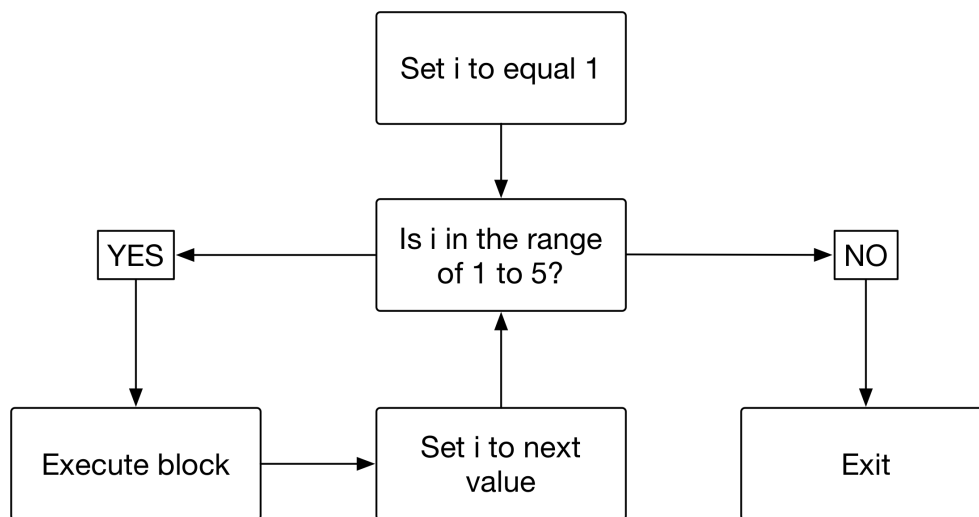 Set i to equal 1
Is i in the range
of 1 to 5?
YES
NO
Execute block
Set i to next
value
Exit